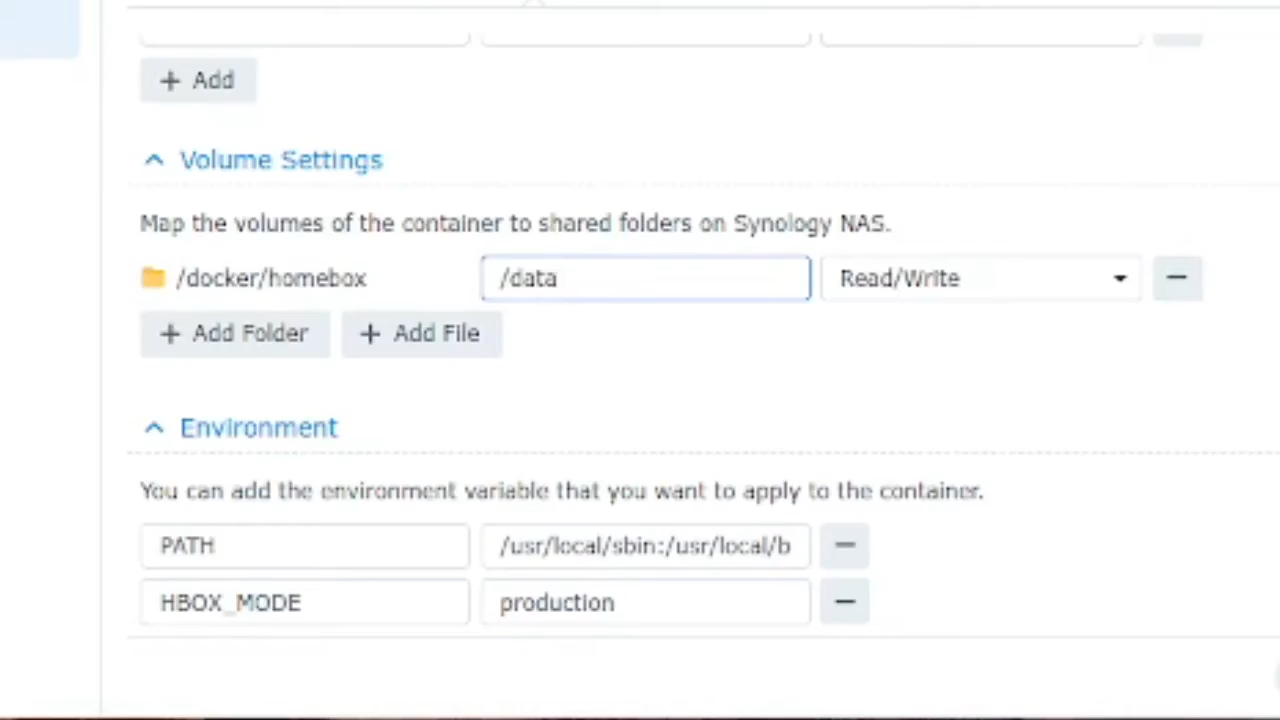 + Add
Volume Settings
Map the volumes of the container to shared folders on Synology NAS.
/docker/homebox /data Read/Write
+ Add Folder + Add File
Environment
You can add the environment variable that you want to apply to the container.
PATH /usr/local/sbin:/usr/local/b
HBOX_MODE production